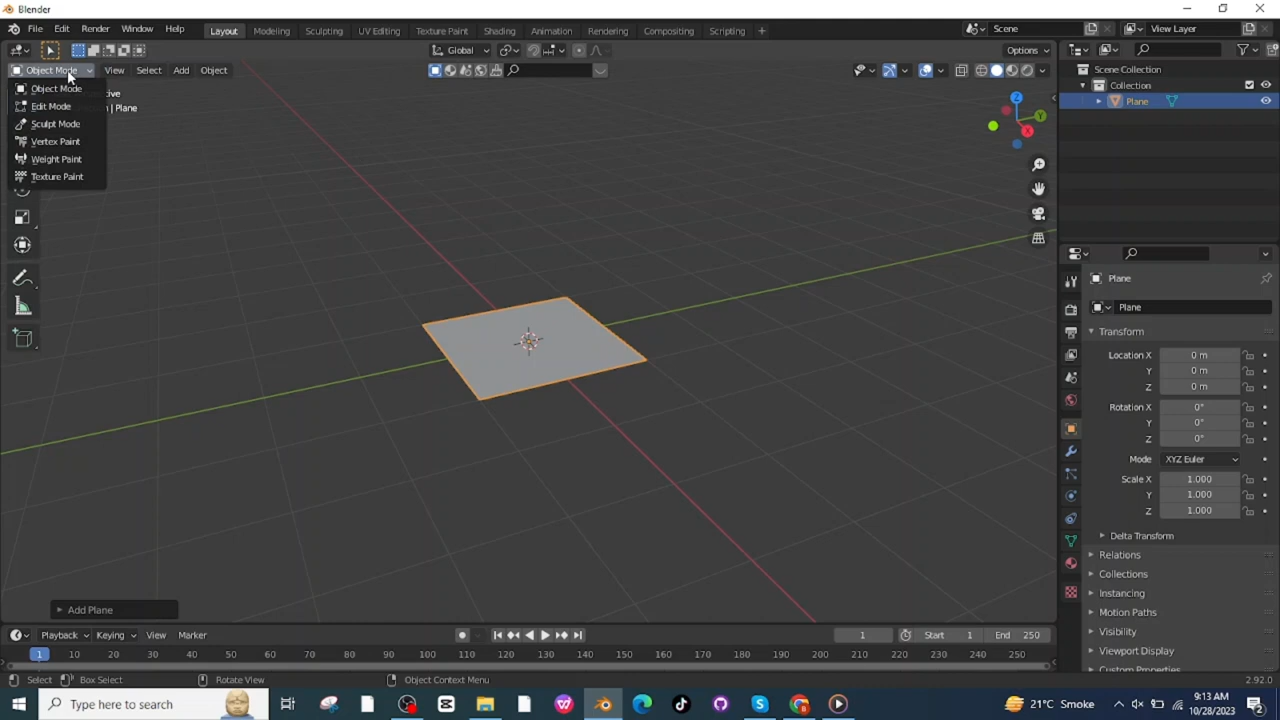 Blender
File Edit Render Window Help Layout Modeling Sculpting UV Editing Texture Paint Shading Animation Rendering Compositing Scripting + Scene View Layer
Global Options
Object Mode View Select Add Object
Scene Collection
Collection
Plane
Object Mode
Edit Mode
Sculpt Mode
Vertex Paint
Weight Paint
Texture Paint
| Plane
X
Y
Z
Plane
Plane
Transform
Location X 0 m
Y 0 m
Z 0 m
Rotation X 0°
Y 0°
Z 0°
Mode XYZ Euler
Scale X 1.000
Y 1.000
Z 1.000
Delta Transform
Relations
Collections
Instancing
Motion Paths
Visibility
Viewport Display
Custom Properties
Add Plane
Playback Keying View Marker 1 Start 1 End 250
1 10 20 30 40 50 60 70 80 90 100 110 120 130 140 150 160 170 180 190 200 210 220 230 240 250
Select Box Select Rotate View Object Context Menu 2.92.0
Type here to search 21°C Smoke 9:13 AM
10/28/2023